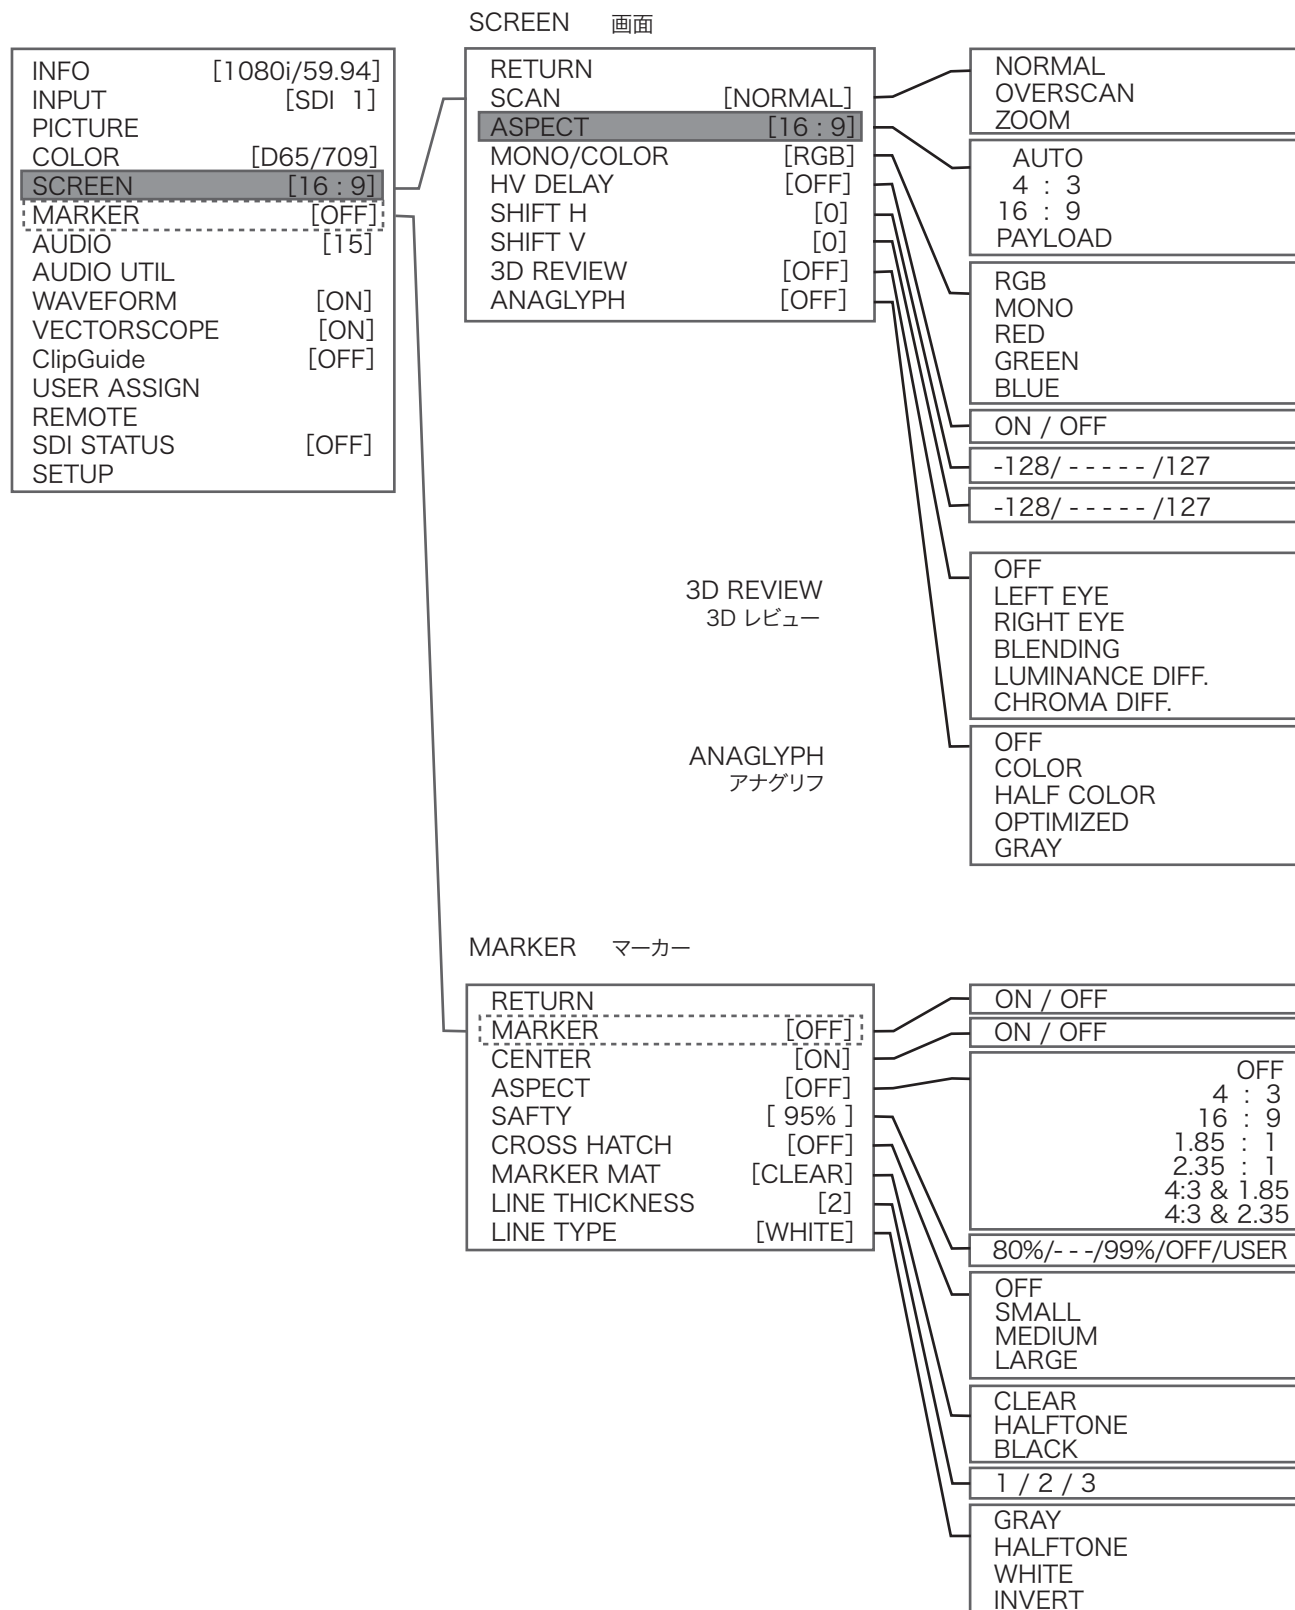 SCREEN 画面
INFO [1080i/59.94]
INPUT [SDI 1]
PICTURE
COLOR [D65/709]
SCREEN [16 : 9]
MARKER [OFF]
AUDIO [15]
AUDIO UTIL
WAVEFORM [ON]
VECTORSCOPE [ON]
ClipGuide [OFF]
USER ASSIGN
REMOTE
SDI STATUS [OFF]
SETUP
RETURN
SCAN [NORMAL]
ASPECT [16 : 9]
MONO/COLOR [RGB]
HV DELAY [OFF]
SHIFT H [0]
SHIFT V [0]
3D REVIEW [OFF]
ANAGLYPH [OFF]
NORMAL
OVERSCAN
ZOOM
AUTO
4 : 3
16 : 9
PAYLOAD
RGB
MONO
RED
GREEN
BLUE
ON / OFF
-128/ - - - - - /127
-128/ - - - - - /127
3D REVIEW
3D レビュー
OFF
LEFT EYE
RIGHT EYE
BLENDING
LUMINANCE DIFF.
CHROMA DIFF.
ANAGLYPH
アナグリフ
OFF
COLOR
HALF COLOR
OPTIMIZED
GRAY
MARKER マーカー
RETURN
MARKER [OFF]
CENTER [ON]
ASPECT [OFF]
SAFTY [ 95% ]
CROSS HATCH [OFF]
MARKER MAT [CLEAR]
LINE THICKNESS [2]
LINE TYPE [WHITE]
ON / OFF
ON / OFF
OFF
4 : 3
16 : 9
1.85 : 1
2.35 : 1
4:3 & 1.85
4:3 & 2.35
80%/- - -/99%/OFF/USER
OFF
SMALL
MEDIUM
LARGE
CLEAR
HALFTONE
BLACK
1 / 2 / 3
GRAY
HALFTONE
WHITE
INVERT